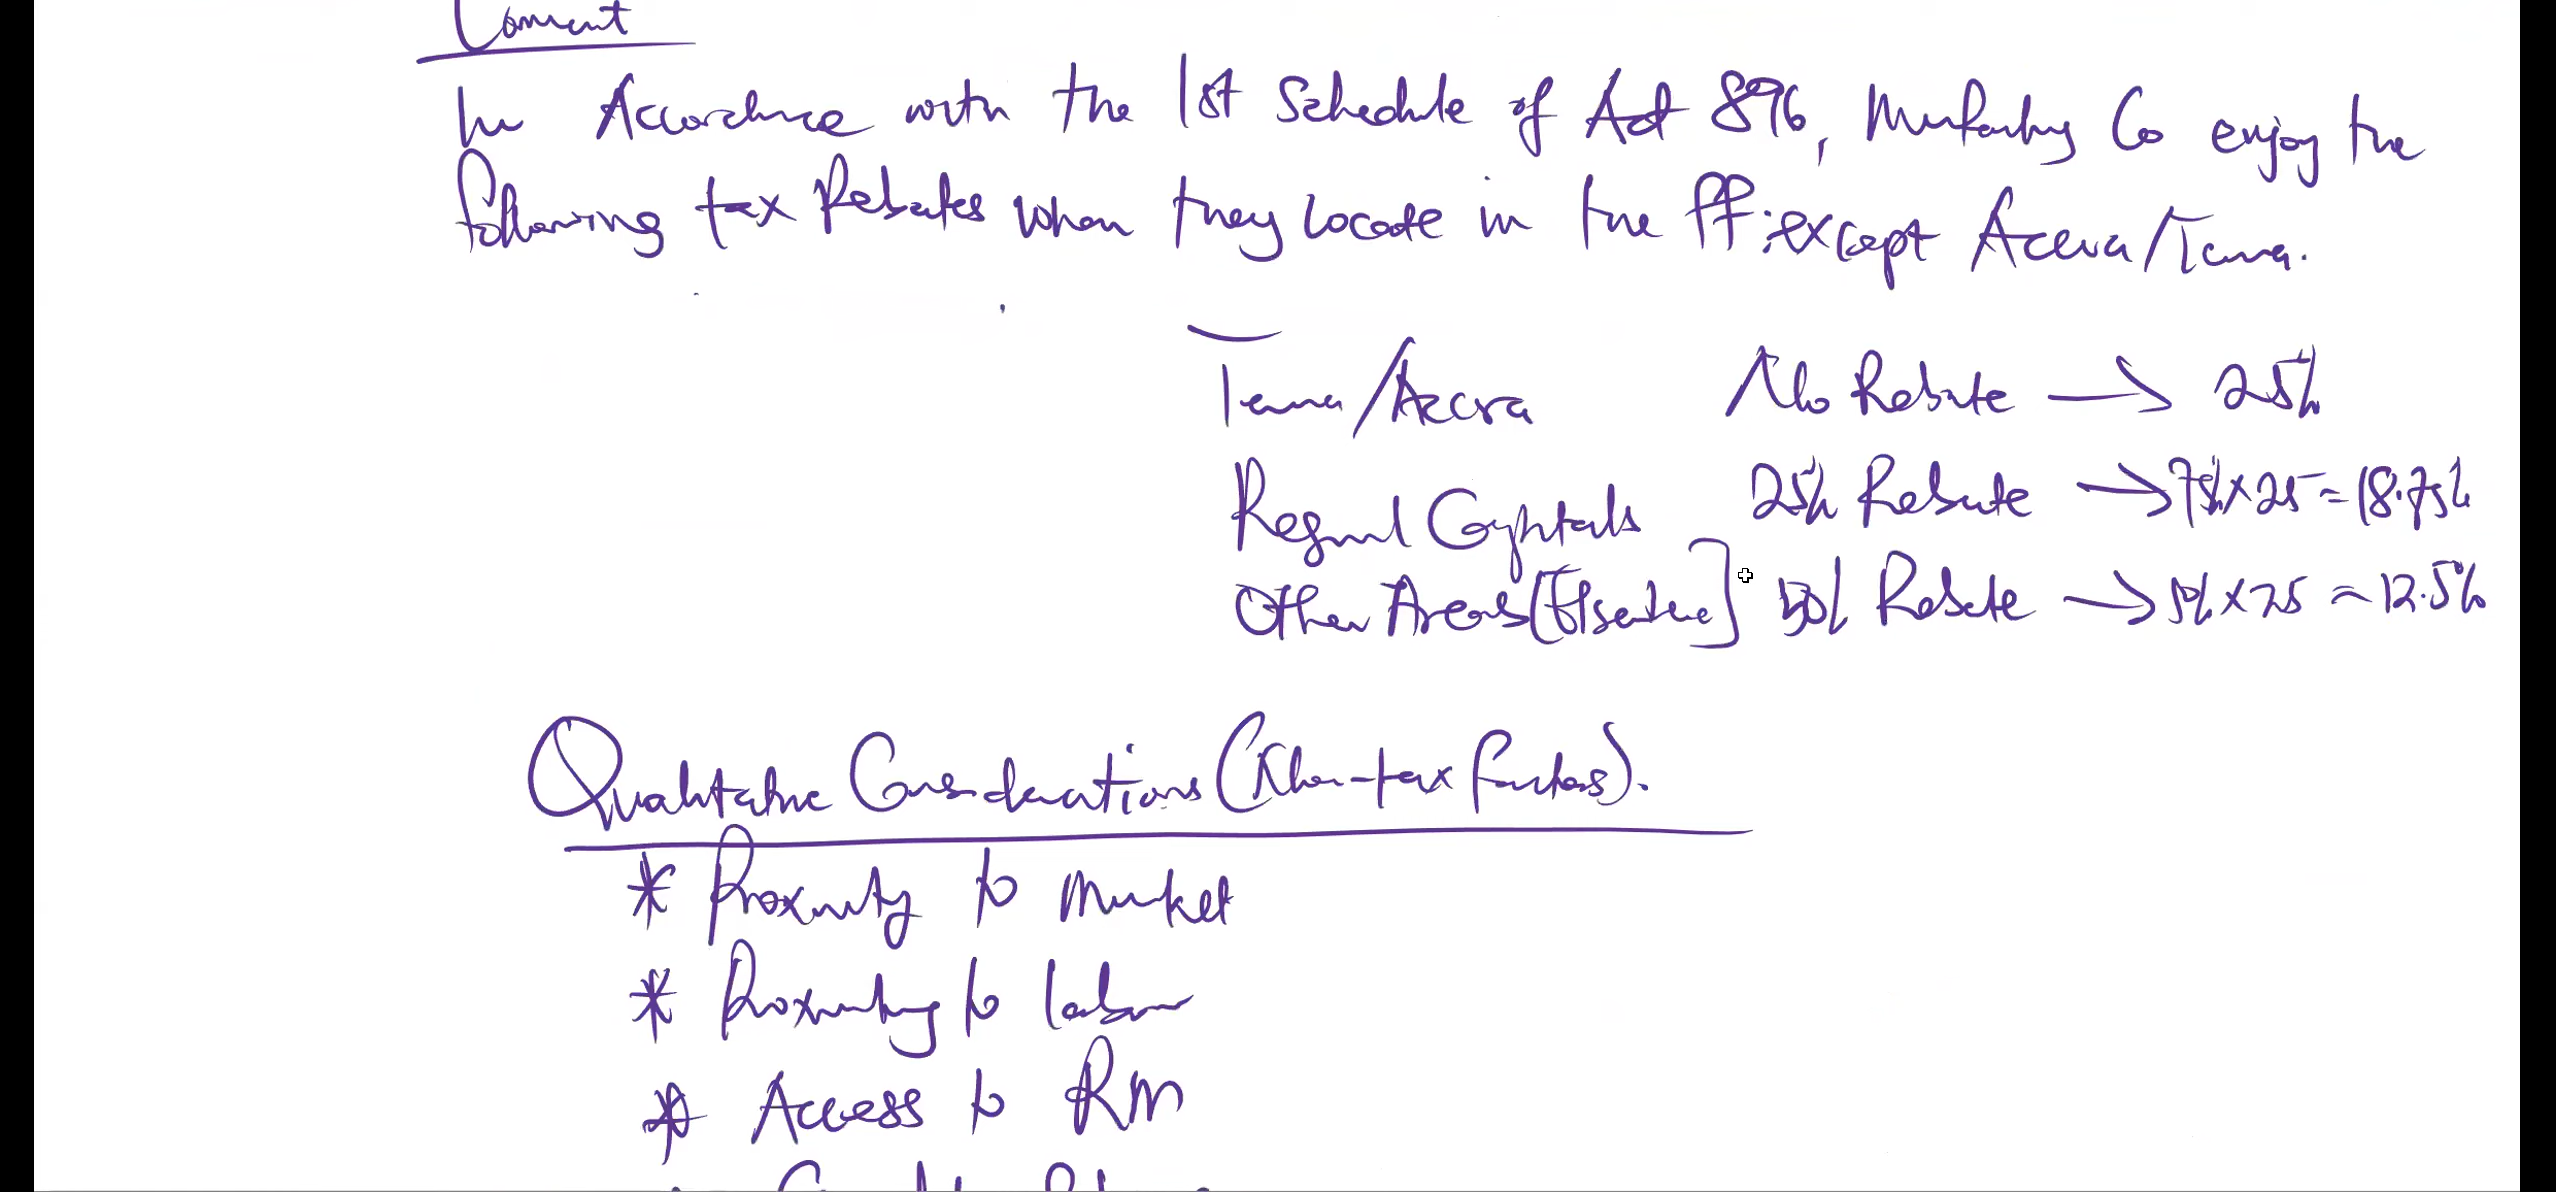 Comment
In Accordance with the 1st Schedule of Act 896, Manufacturing Co enjoy the
following tax Rebates when they locate in the ff: except Accra/Tema.
Tema/Accra No Rebate → 25%
Regional Capitals 25% Rebate → 75% x 25 = 18.75%
Other Areas [Elsewhere] 50% Rebate → 50% x 25 = 12.5%
Qualitative Considerations (Non-tax factors).
* Proximity to Market
* Proximity to labour
* Access to RM